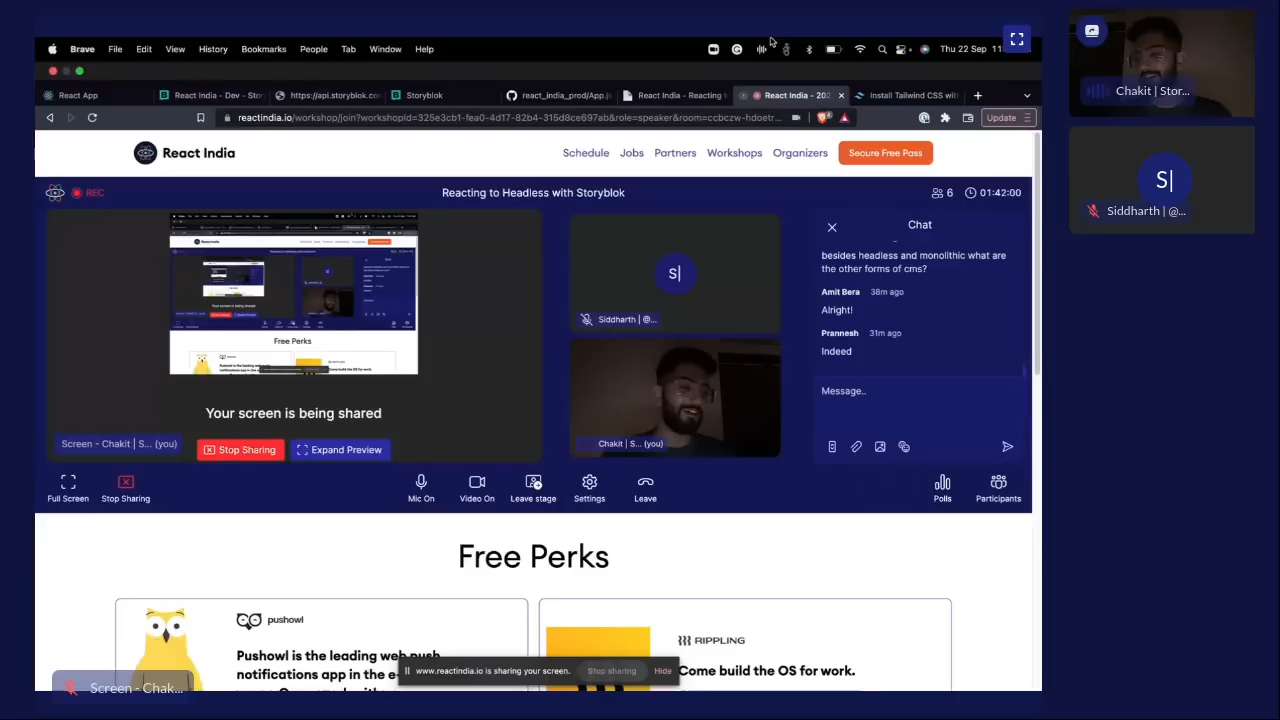 Brave File Edit View History Bookmarks People Tab Window Help
Thu 22 Sep
React App
React India - Dev - Stor
https://api.storyblok.co
Storyblok
react_india_prod/App.js
React India - Reacting t
React India - 202
Install Tailwind CSS wit
reactindia.io/workshop/join?workshopId=325e3cb1-fea0-4d17-82b4-315d8ce697ab&role=speaker&room=ccbczw-hdoetr...
Update
React India
Schedule Jobs Partners Workshops Organizers Secure Free Pass
REC
Reacting to Headless with Storyblok
6 01:42:00
Free Perks
Your screen is being shared
Screen - Chakit | S... (you)
Stop Sharing
Expand Preview
S|
Siddharth | @...
Chakit | S... (you)
Chat
besides headless and monolithic what are
the other forms of cms?
Amit Bera 38m ago
Alright!
Prannesh 31m ago
Indeed
Message..
Full Screen
Stop Sharing
Mic On
Video On
Leave stage
Settings
Leave
Polls
Participants
Free Perks
pushowl
Pushowl is the leading web push
notifications app in the e-
RIPPLING
Come build the OS for work.
www.reactindia.io is sharing your screen.
Stop sharing
Hide
Screen - Chak...
Chakit | Stor...
S|
Siddharth | @...